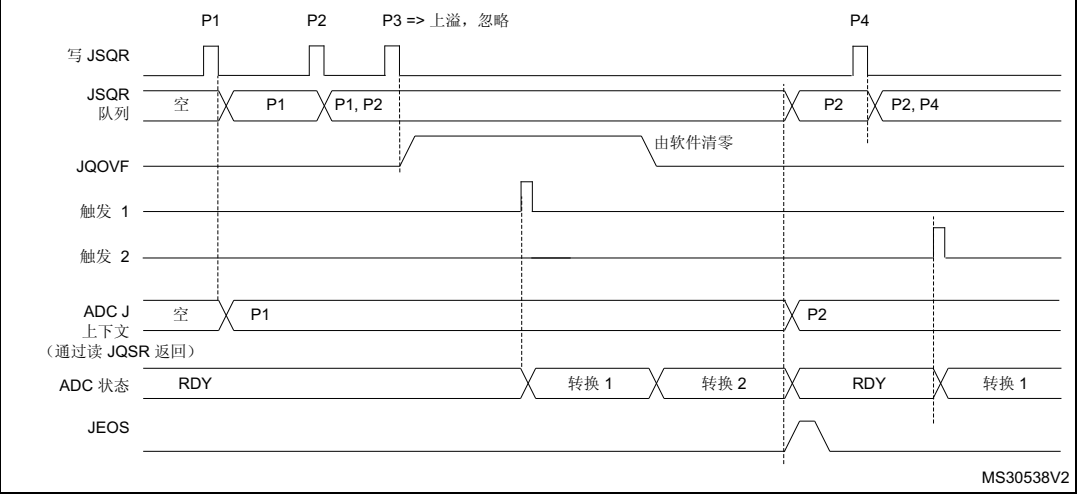 P1 P2 P3 => 上溢，忽略 P4
写 JSQR
JSQR 队列 空 P1 P1, P2 P2 P2, P4
JQOVF 由软件清零
触发 1
触发 2
ADC J 上下文 （通过读 JQSR 返回） 空 P1 P2
ADC 状态 RDY 转换 1 转换 2 RDY 转换 1
JEOS
MS30538V2